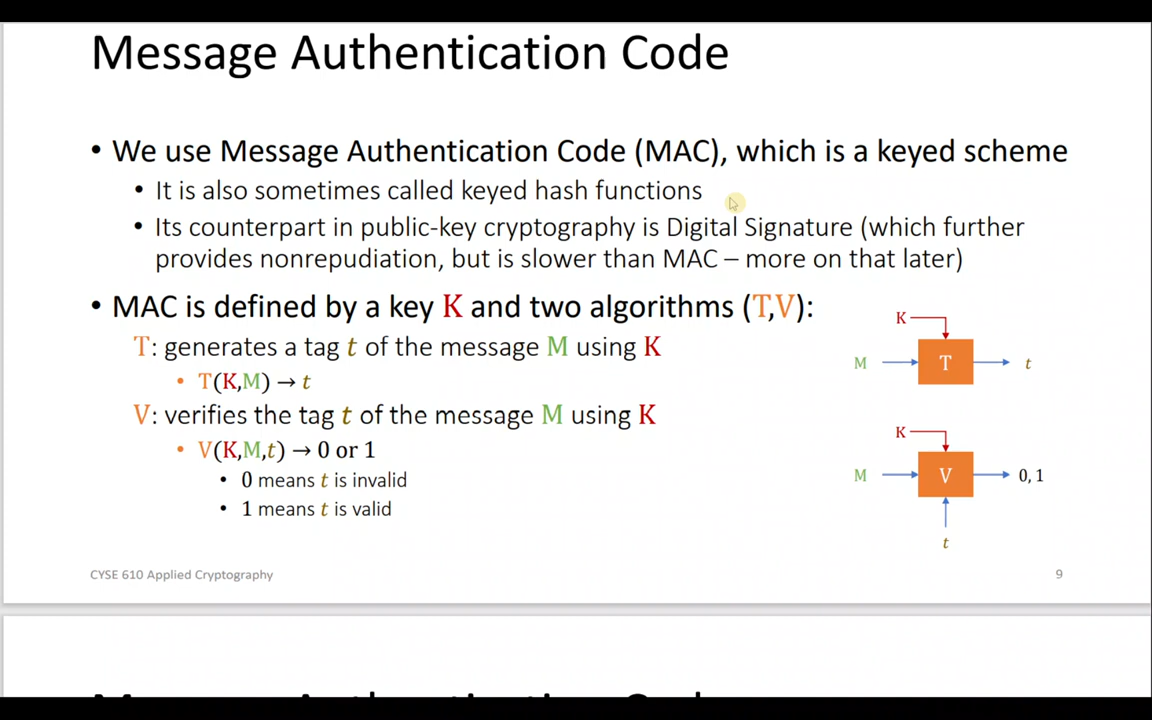 Message Authentication Code
• We use Message Authentication Code (MAC), which is a keyed scheme
• It is also sometimes called keyed hash functions
• Its counterpart in public-key cryptography is Digital Signature (which further
provides nonrepudiation, but is slower than MAC – more on that later)
• MAC is defined by a key K and two algorithms (T,V):
T: generates a tag t of the message M using K
• T(K,M) → t
V: verifies the tag t of the message M using K
• V(K,M,t) → 0 or 1
• 0 means t is invalid
• 1 means t is valid
K
M T t
K
M V 0, 1
t
CYSE 610 Applied Cryptography
9